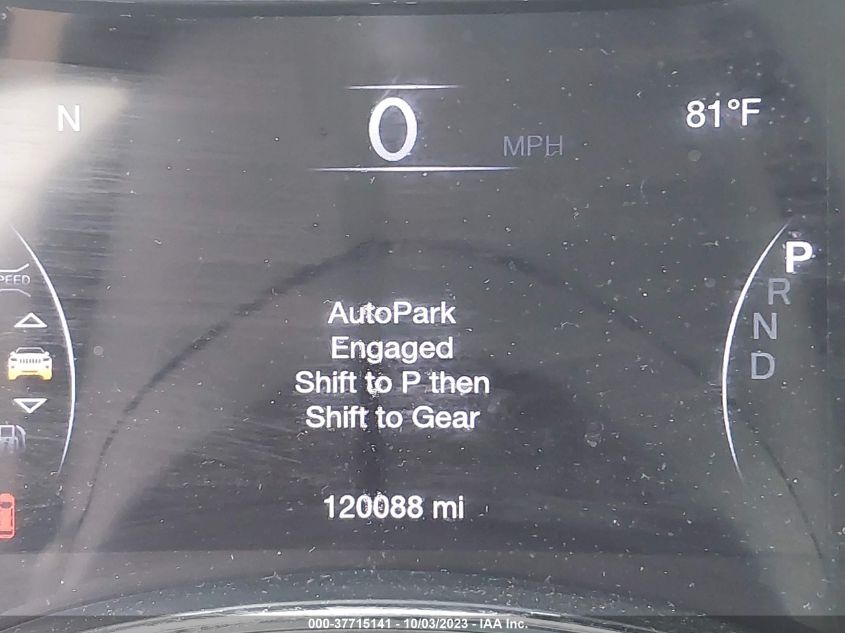 N
0
MPH
81°F
SPEED
P
R
N
D
AutoPark
Engaged
Shift to P then
Shift to Gear
120088 mi
000-37715141 - 10/03/2023 - IAA Inc.